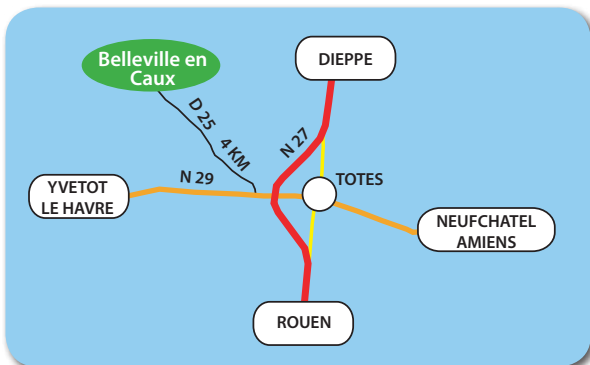 Belleville en
Caux
DIEPPE
D 25 4 KM
N 27
N 29
TOTES
YVETOT
LE HAVRE
NEUFCHATEL
AMIENS
ROUEN